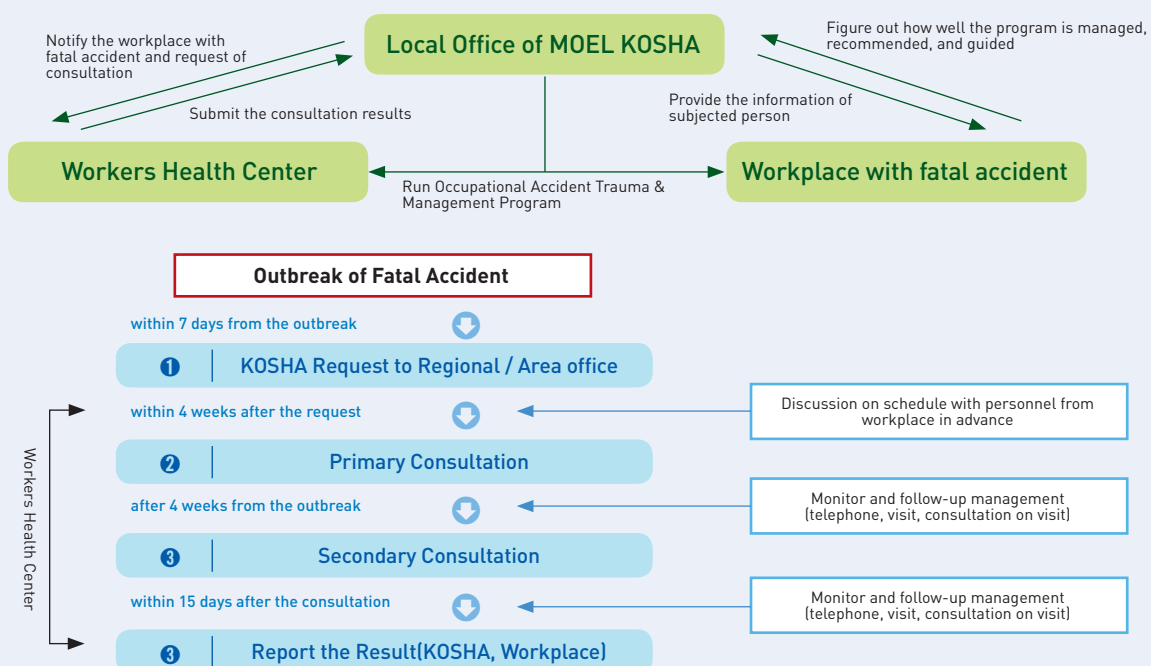 Notify the workplace with
fatal accident and request of
consultation
Local Office of MOEL KOSHA
Figure out how well the program is managed,
recommended, and guided
Submit the consultation results
Provide the information of
subjected person
Workers Health Center
Run Occupational Accident Trauma &
Management Program
Workplace with fatal accident
Outbreak of Fatal Accident
within 7 days from the outbreak
1 KOSHA Request to Regional / Area office
within 4 weeks after the request
Discussion on schedule with personnel from
workplace in advance
2 Primary Consultation
after 4 weeks from the outbreak
Monitor and follow-up management
(telephone, visit, consultation on visit)
3 Secondary Consultation
within 15 days after the consultation
Monitor and follow-up management
(telephone, visit, consultation on visit)
3 Report the Result(KOSHA, Workplace)
Workers Health Center